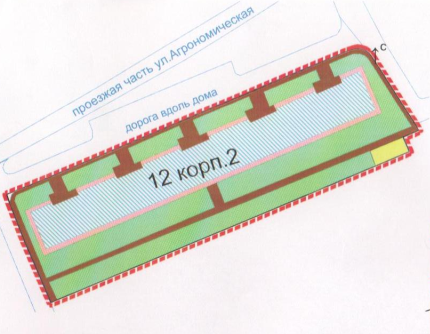 проезжая часть ул.Агрономическая
С
дорога вдоль дома
12 корп.2